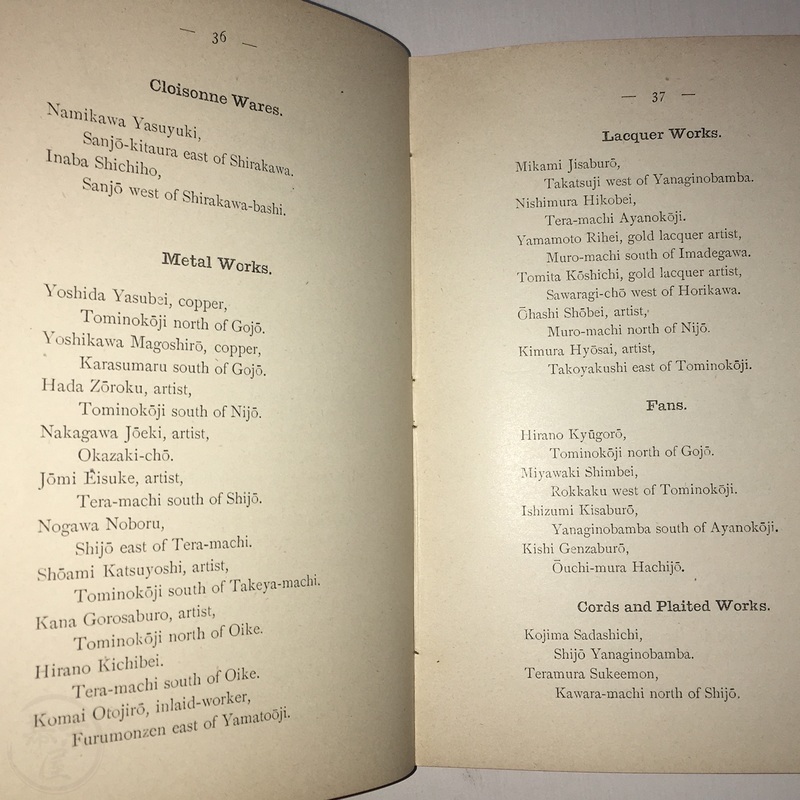 — 36 —
Cloisonne Wares.
Namikawa Yasuyuki,
Sanjō-kitaura east of Shirakawa.
Inaba Shichiho,
Sanjō west of Shirakawa-bashi.
Metal Works.
Yoshida Yasubei, copper,
Tominokōji north of Gojō.
Yoshikawa Magoshirō, copper,
Karasumaru south of Gojō.
Hada Zōroku, artist,
Tominokōji south of Nijō.
Nakagawa Jōeki, artist,
Okazaki-chō.
Jōmi Eisuke, artist,
Tera-machi south of Shijō.
Nogawa Noboru,
Shijō east of Tera-machi.
Shōami Katsuyoshi, artist,
Tominokōji south of Takeya-machi.
Kana Gorosaburo, artist,
Tominokōji north of Oike.
Hirano Kichibei.
Tera-machi south of Oike.
Komai Otojirō, inlaid-worker,
Furumonzen east of Yamatoōji.
— 37 —
Lacquer Works.
Mikami Jisaburō,
Takatsuji west of Yanaginobamba.
Nishimura Hikobei,
Tera-machi Ayanokōji.
Yamamoto Rihei, gold lacquer artist,
Muro-machi south of Imadegawa.
Tomita Kōshichi, gold lacquer artist,
Sawaragi-chō west of Horikawa.
Ōhashi Shōbei, artist,
Muro-machi north of Nijō.
Kimura Hyōsai, artist,
Takoyakushi east of Tominokōji.
Fans.
Hirano Kyūgorō,
Tominokōji north of Gojō.
Miyawaki Shimbei,
Rokkaku west of Tominokōji.
Ishizumi Kisaburō,
Yanaginobamba south of Ayanokōji.
Kishi Genzaburō,
Ōuchi-mura Hachijō.
Cords and Plaited Works.
Kojima Sadashichi,
Shijō Yanaginobamba.
Teramura Sukeemon,
Kawara-machi north of Shijō.